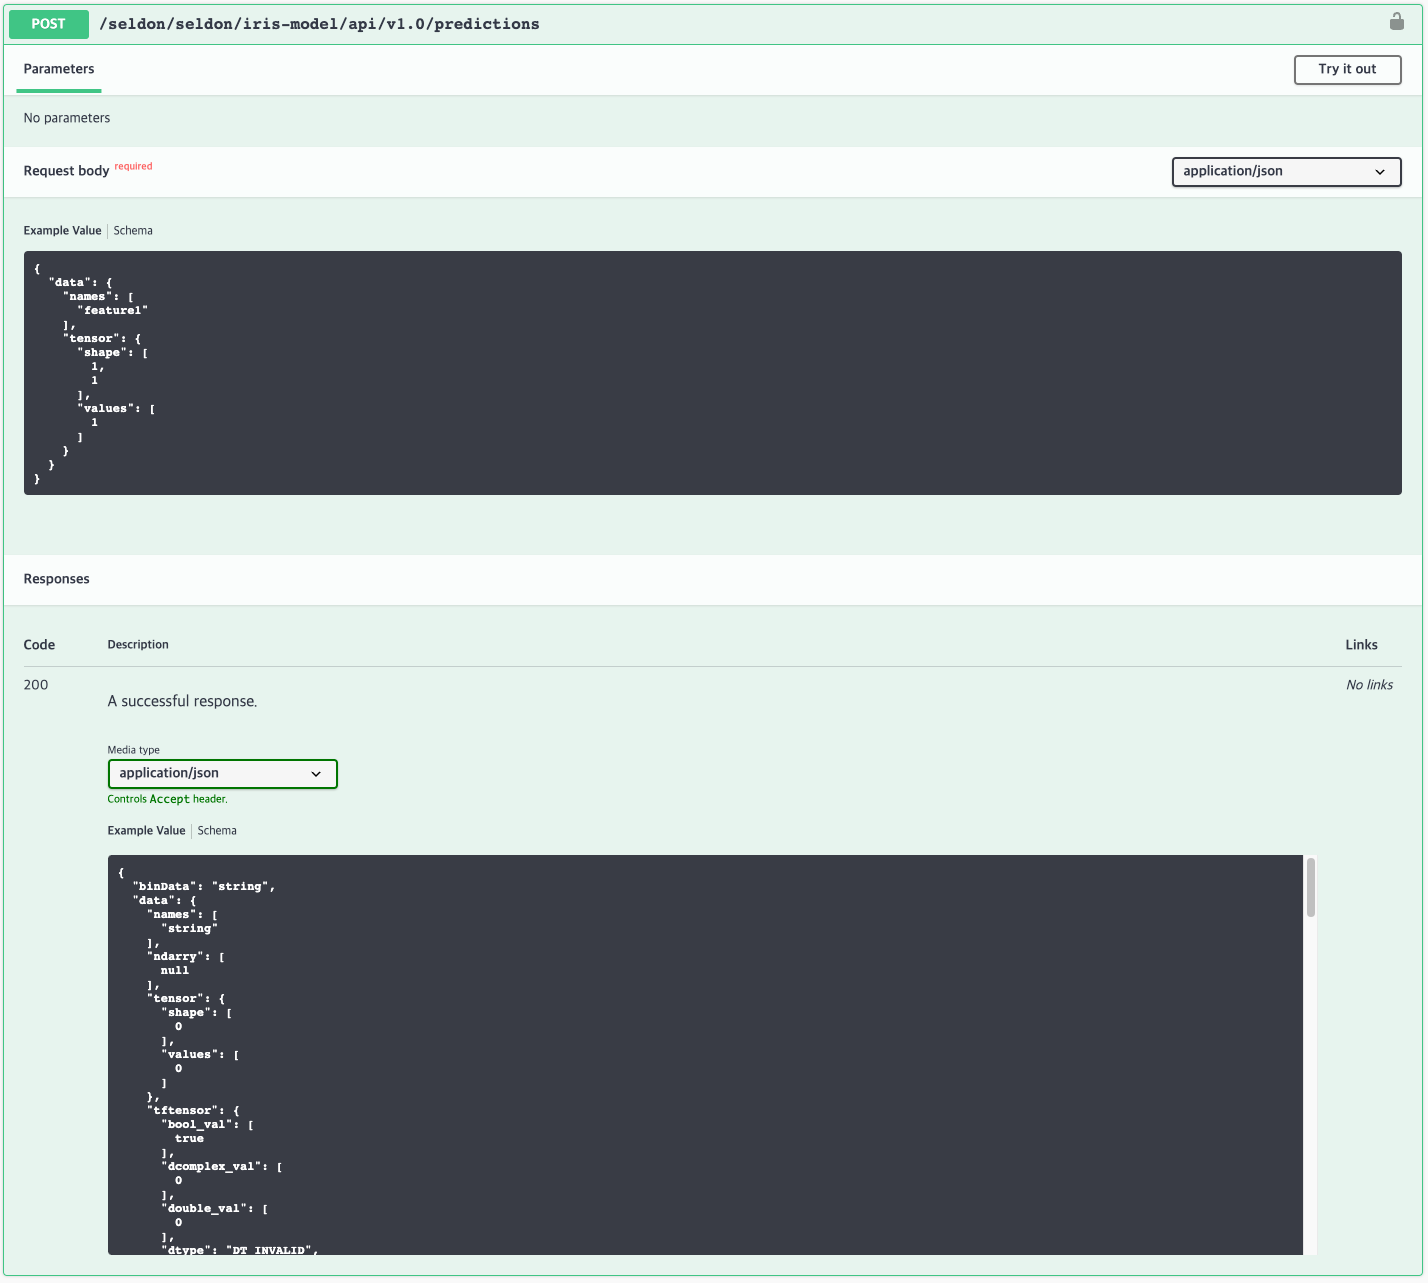 POST /seldon/seldon/iris-model/api/v1.0/predictions
Parameters
Try it out
No parameters
Request body required
application/json
Example Value Schema
{
  "data": {
    "names": [
      "feature1"
    ],
    "tensor": {
      "shape": [
        1,
        1
      ],
      "values": [
        1
      ]
    }
  }
}
Responses
Code Description Links
200 A successful response. No links
Media type
application/json
Controls Accept header.
Example Value Schema
{
  "binData": "string",
  "data": {
    "names": [
      "string"
    ],
    "ndarry": [
      null
    ],
    "tensor": {
      "shape": [
        0
      ],
      "values": [
        0
      ]
    },
    "tftensor": {
      "bool_val": [
        true
      ],
      "dcomplex_val": [
        0
      ],
      "double_val": [
        0
      ],
      "dtype": "DT_INVALID",